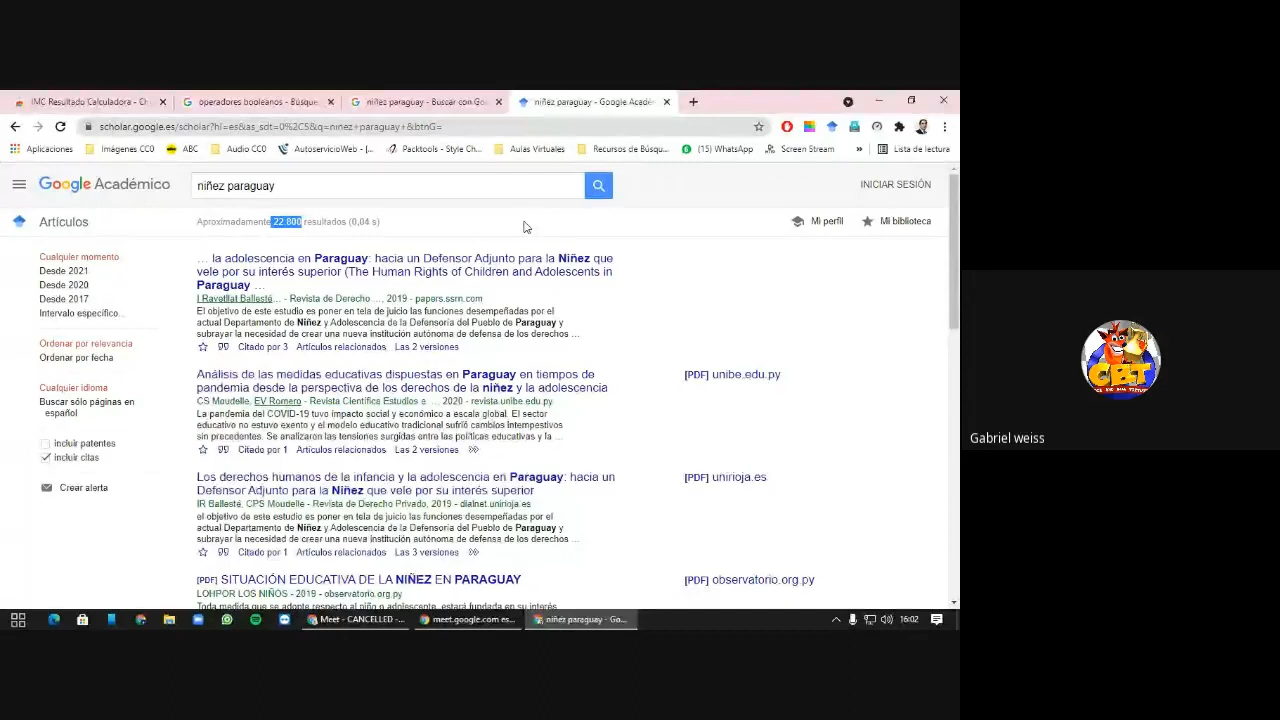 IMC Resultado Calculadora - Ch
operadores booleanos - Búsque
niñez paraguay - Buscar con Go
niñez paraguay - Google Acadé
scholar.google.es/scholar?hl=es&as_sdt=0%2C5&q=niñez+paraguay+&btnG=
Aplicaciones
Imágenes CC0
ABC
Audio CC0
AutoservicioWeb - [...
Packtools - Style Ch...
Aulas Virtuales
Recursos de Búsqu...
(15) WhatsApp
Screen Stream
»
Lista de lectura
Google Académico
niñez paraguay
INICIAR SESIÓN
Artículos
Aproximadamente 22.800 resultados (0,04 s)
Mi perfil
Mi biblioteca
Cualquier momento
Desde 2021
Desde 2020
Desde 2017
Intervalo específico...
Ordenar por relevancia
Ordenar por fecha
Cualquier idioma
Buscar sólo páginas en
español
incluir patentes
incluir citas
Crear alerta
... la adolescencia en Paraguay: hacia un Defensor Adjunto para la Niñez que
vele por su interés superior (The Human Rights of Children and Adolescents in
Paraguay ...
I Ravetllat Ballesté... - Revista de Derecho ..., 2019 - papers.ssrn.com
El objetivo de este estudio es poner en tela de juicio las funciones desempeñadas por el
actual Departamento de Niñez y Adolescencia de la Defensoría del Pueblo de Paraguay y
subrayar la necesidad de crear una nueva institución autónoma de defensa de los derechos ...
Citado por 3 Artículos relacionados Las 2 versiones
Análisis de las medidas educativas dispuestas en Paraguay en tiempos de
pandemia desde la perspectiva de los derechos de la niñez y la adolescencia
CS Moudelle, EV Romero - Revista Científica Estudios e ..., 2020 - revista.unibe.edu.py
La pandemia del COVID-19 tuvo impacto social y económico a escala global. El sector
educativo no estuvo exento y el modelo educativo tradicional sufrió cambios intempestivos
sin precedentes. Se analizaron las tensiones surgidas entre las políticas educativas y la ...
Citado por 1 Artículos relacionados Las 2 versiones
[PDF] unibe.edu.py
Los derechos humanos de la infancia y la adolescencia en Paraguay: hacia un
Defensor Adjunto para la Niñez que vele por su interés superior
IR Ballesté, CPS Moudelle - Revista de Derecho Privado, 2019 - dialnet.unirioja.es
el objetivo de este estudio es poner en tela de juicio las funciones desempeñadas por el
actual Departamento de Niñez y Adolescencia de la Defensoría del Pueblo de Paraguay y
subrayar la necesidad de crear una nueva institución autónoma de defensa de los derechos ...
Citado por 1 Artículos relacionados Las 3 versiones
[PDF] unirioja.es
[PDF] SITUACIÓN EDUCATIVA DE LA NIÑEZ EN PARAGUAY
LOHPOR LOS NIÑOS - 2019 - observatorio.org.py
Toda medida que se adopte respecto al niño o adolescente, estará fundada en su interés
[PDF] observatorio.org.py
Meet - CANCELLED -...
meet.google.com es...
niñez paraguay - Go...
16:02
CBT
Gabriel weiss